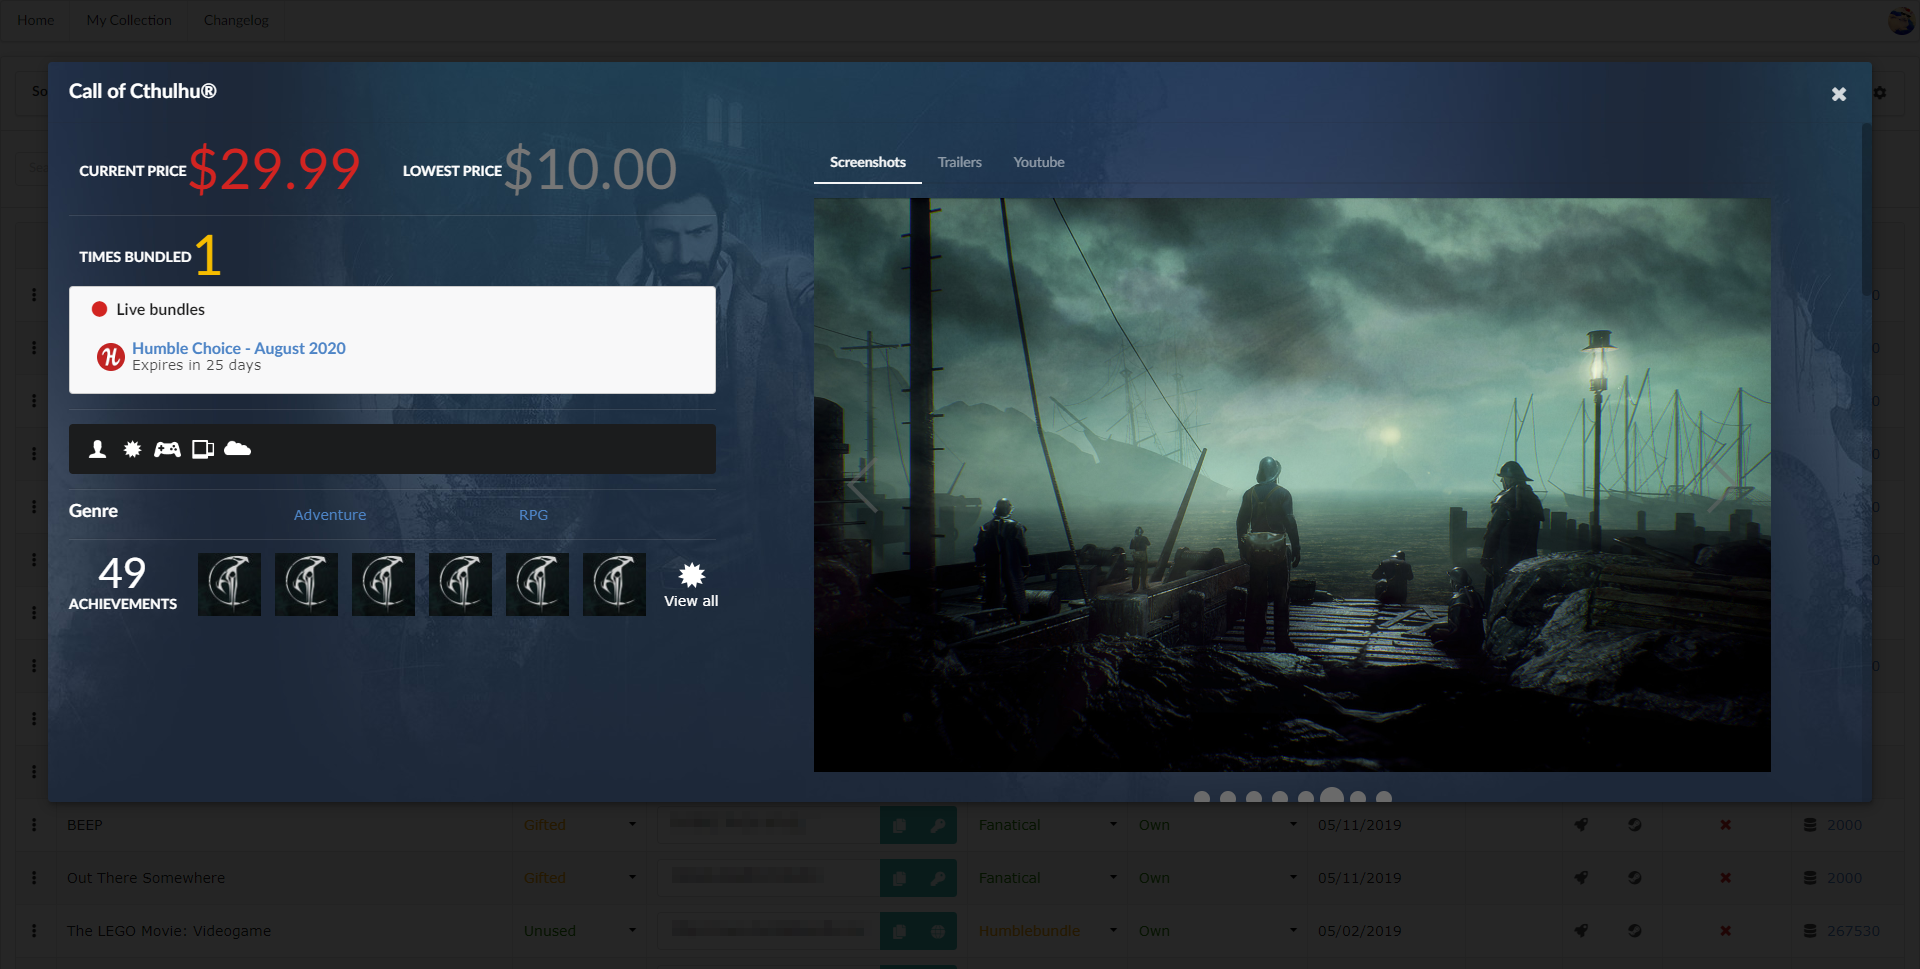 Home My Collection Changelog
So
Call of Cthulhu®
CURRENT PRICE $29.99 LOWEST PRICE $10.00
Screenshots Trailers Youtube
TIMES BUNDLED 1
Live bundles
Humble Choice - August 2020
Expires in 25 days
Genre Adventure RPG
49
ACHIEVEMENTS
View all
BEEP Gifted Fanatical Own 05/11/2019 2000
Out There Somewhere Gifted Fanatical Own 05/11/2019 2000
The LEGO Movie: Videogame Unused Humblebundle Own 05/02/2019 267530